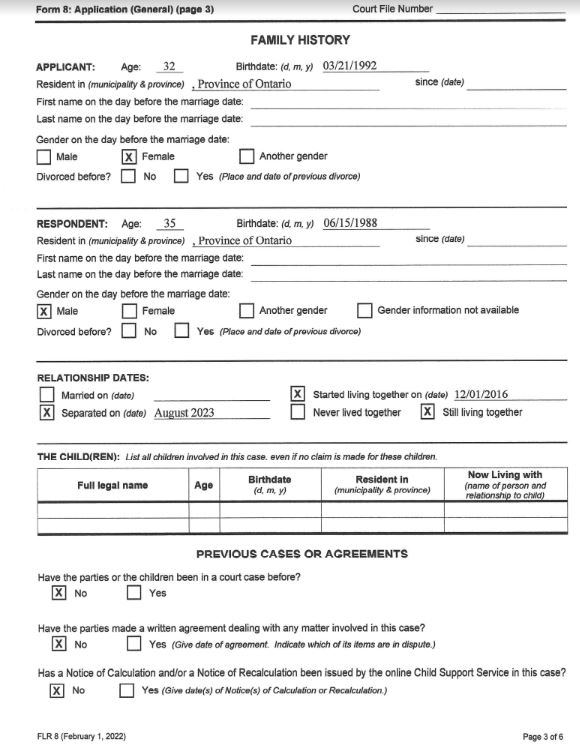 Form 8: Application (General) (page 3) Court File Number
FAMILY HISTORY
APPLICANT: Age: 32 Birthdate: (d, m, y) 03/21/1992
Resident in (municipality & province) , Province of Ontario since (date)
First name on the day before the marriage date:
Last name on the day before the marriage date:
Gender on the day before the marriage date:
Male X Female Another gender
Divorced before? No Yes (Place and date of previous divorce)
RESPONDENT: Age: 35 Birthdate: (d, m, y) 06/15/1988
Resident in (municipality & province) , Province of Ontario since (date)
First name on the day before the marriage date:
Last name on the day before the marriage date:
Gender on the day before the marriage date:
X Male Female Another gender Gender information not available
Divorced before? No Yes (Place and date of previous divorce)
RELATIONSHIP DATES:
Married on (date) X Started living together on (date) 12/01/2016
X Separated on (date) August 2023 Never lived together X Still living together
THE CHILD(REN): List all children involved in this case. even if no claim is made for these children.
Full legal name Age Birthdate (d, m, y) Resident in (municipality & province) Now Living with (name of person and relationship to child)
PREVIOUS CASES OR AGREEMENTS
Have the parties or the children been in a court case before?
X No Yes
Have the parties made a written agreement dealing with any matter involved in this case?
X No Yes (Give date of agreement. Indicate which of its items are in dispute.)
Has a Notice of Calculation and/or a Notice of Recalculation been issued by the online Child Support Service in this case?
X No Yes (Give date(s) of Notice(s) of Calculation or Recalculation.)
FLR 8 (February 1, 2022) Page 3 of 6